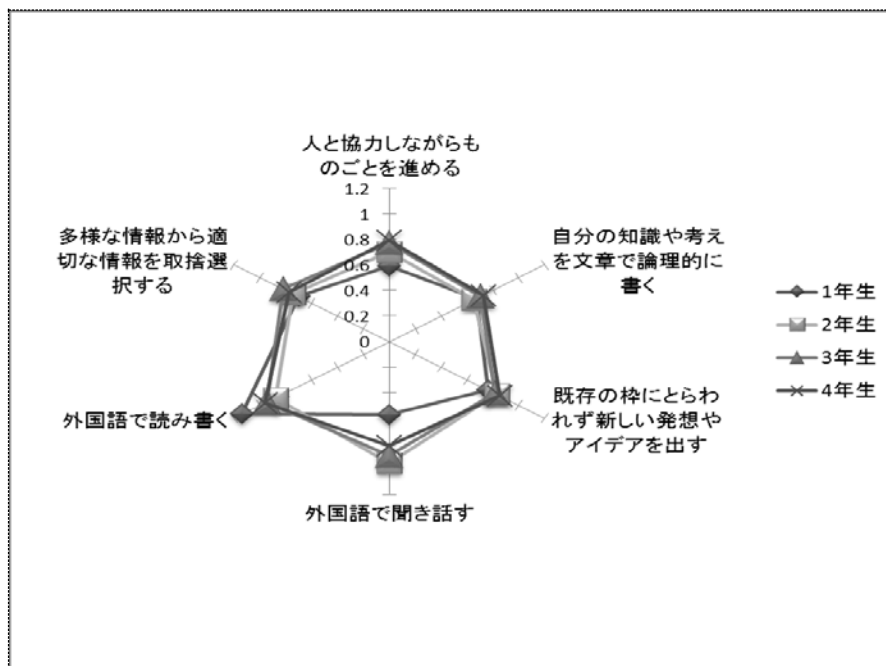 人と協力しながらも
のごとを進める
1.2
1
0.8
0.6
0.4
0.2
0
多様な情報から適
切な情報を取捨選
択する
自分の知識や考え
を文章で論理的に
書く
外国語で読み書く
既存の枠にとらわ
れず新しい発想や
アイデアを出す
外国語で聞き話す
1年生
2年生
3年生
4年生